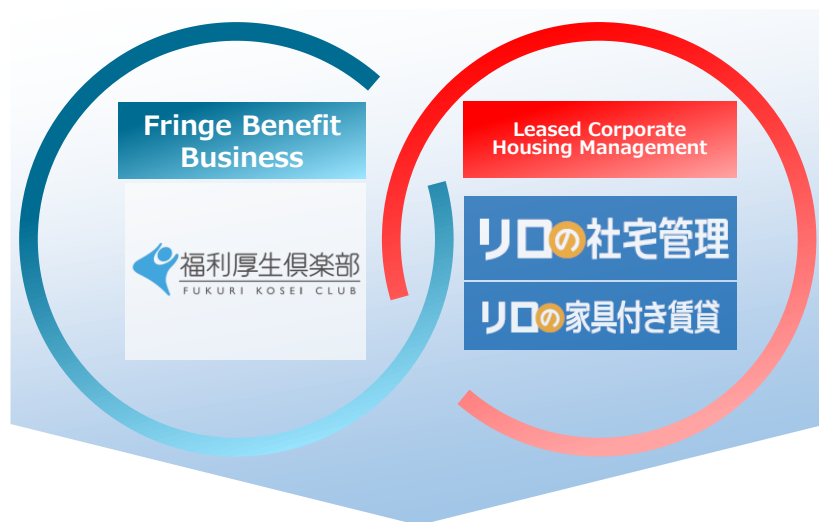 Fringe Benefit
Business
福利厚生倶楽部
FUKURI KOSEI CLUB
Leased Corporate
Housing Management
リロの社宅管理
リロの家具付き賃貸